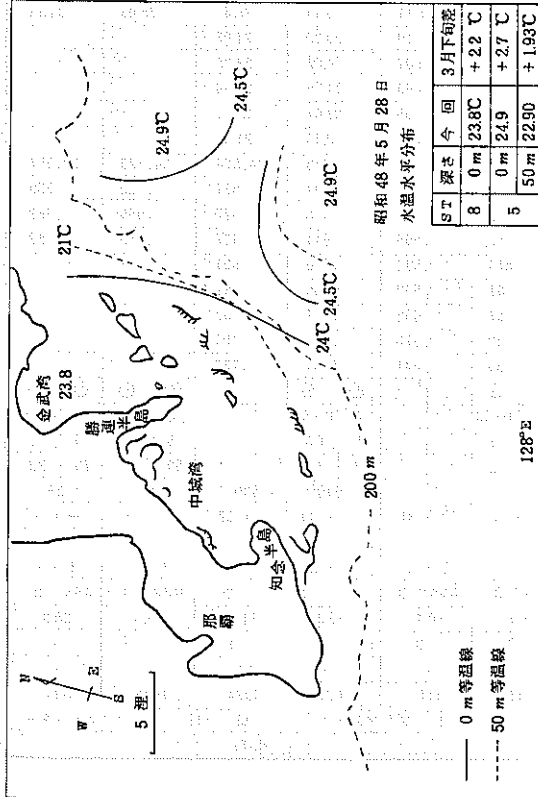 N
W E
S
5 浬
金武湾
23.8
勝連半島
中城湾
知念半島
那覇
21℃
24.9℃
24.5℃
24.9℃
24.5℃
24℃
200 m
128°E
昭和 48 年 5 月 28 日
水温水平分布
ST 深さ 今回 3月下旬差
8 0 m 23.8℃ +2.2 ℃
5 0 m 24.9 +2.7 ℃
50 m 22.90 +1.93℃
0 m 等温線
50 m 等温線